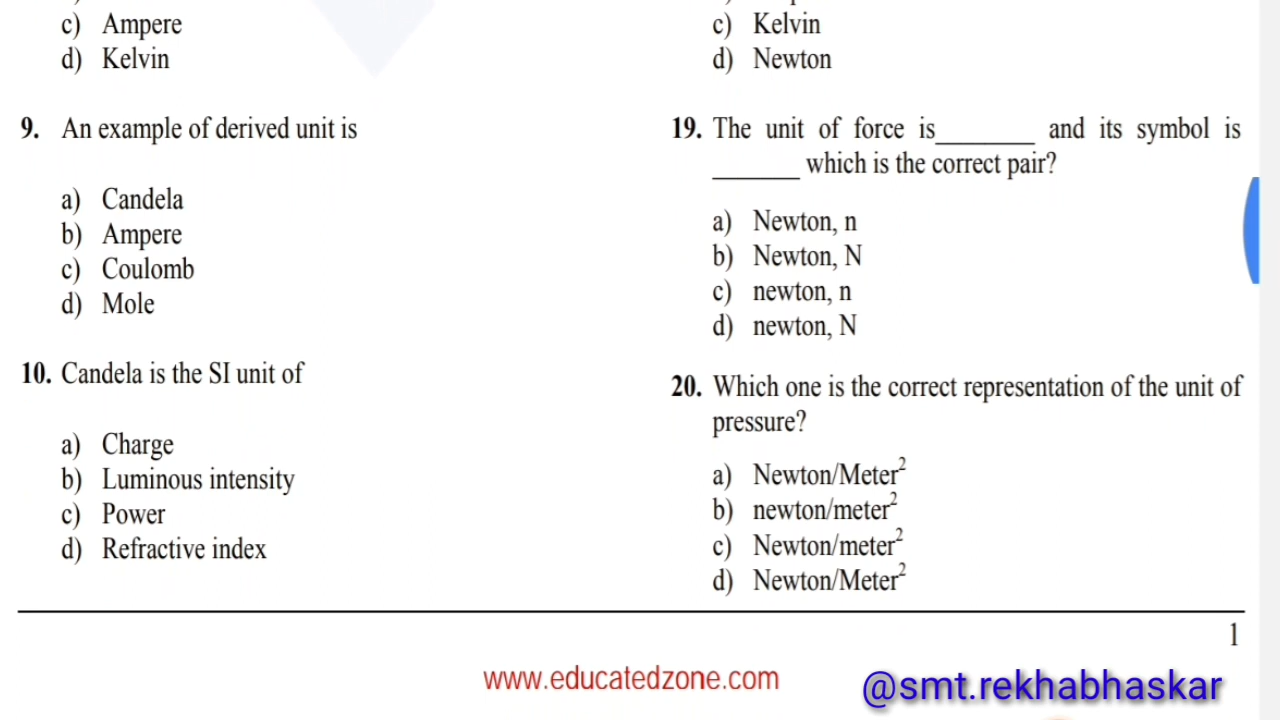 c) Ampere
d) Kelvin
9. An example of derived unit is
a) Candela
b) Ampere
c) Coulomb
d) Mole
10. Candela is the SI unit of
a) Charge
b) Luminous intensity
c) Power
d) Refractive index
c) Kelvin
d) Newton
19. The unit of force is_______ and its symbol is
______ which is the correct pair?
a) Newton, n
b) Newton, N
c) newton, n
d) newton, N
20. Which one is the correct representation of the unit of
pressure?
a) Newton/Meter²
b) newton/meter²
c) Newton/meter²
d) Newton/Meter²
1
www.educatedzone.com
@smt.rekhabhaskar